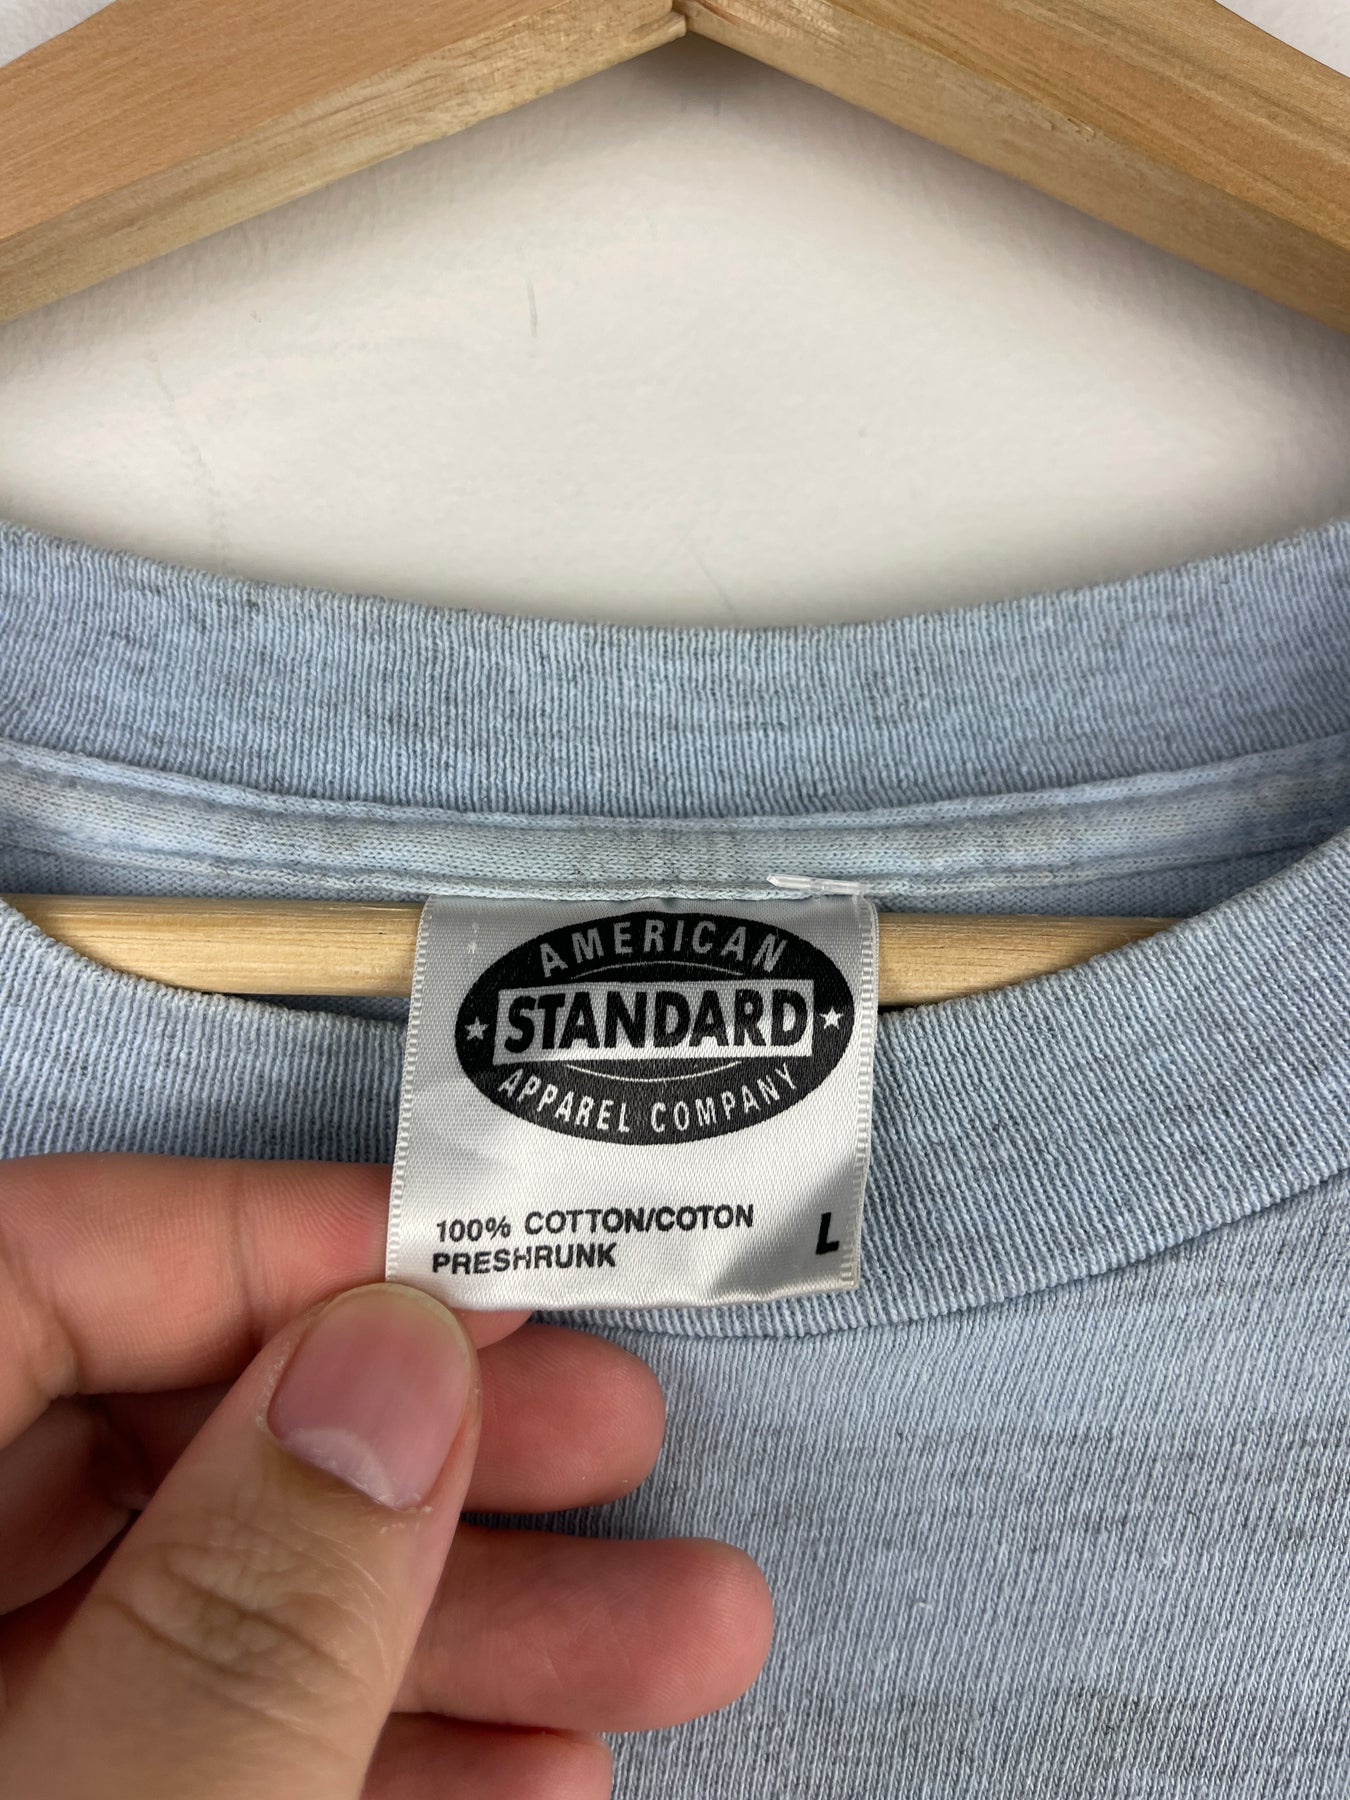 AMERICAN
STANDARD
APPAREL COMPANY
100% COTTON/COTON
PRESHRUNK
L